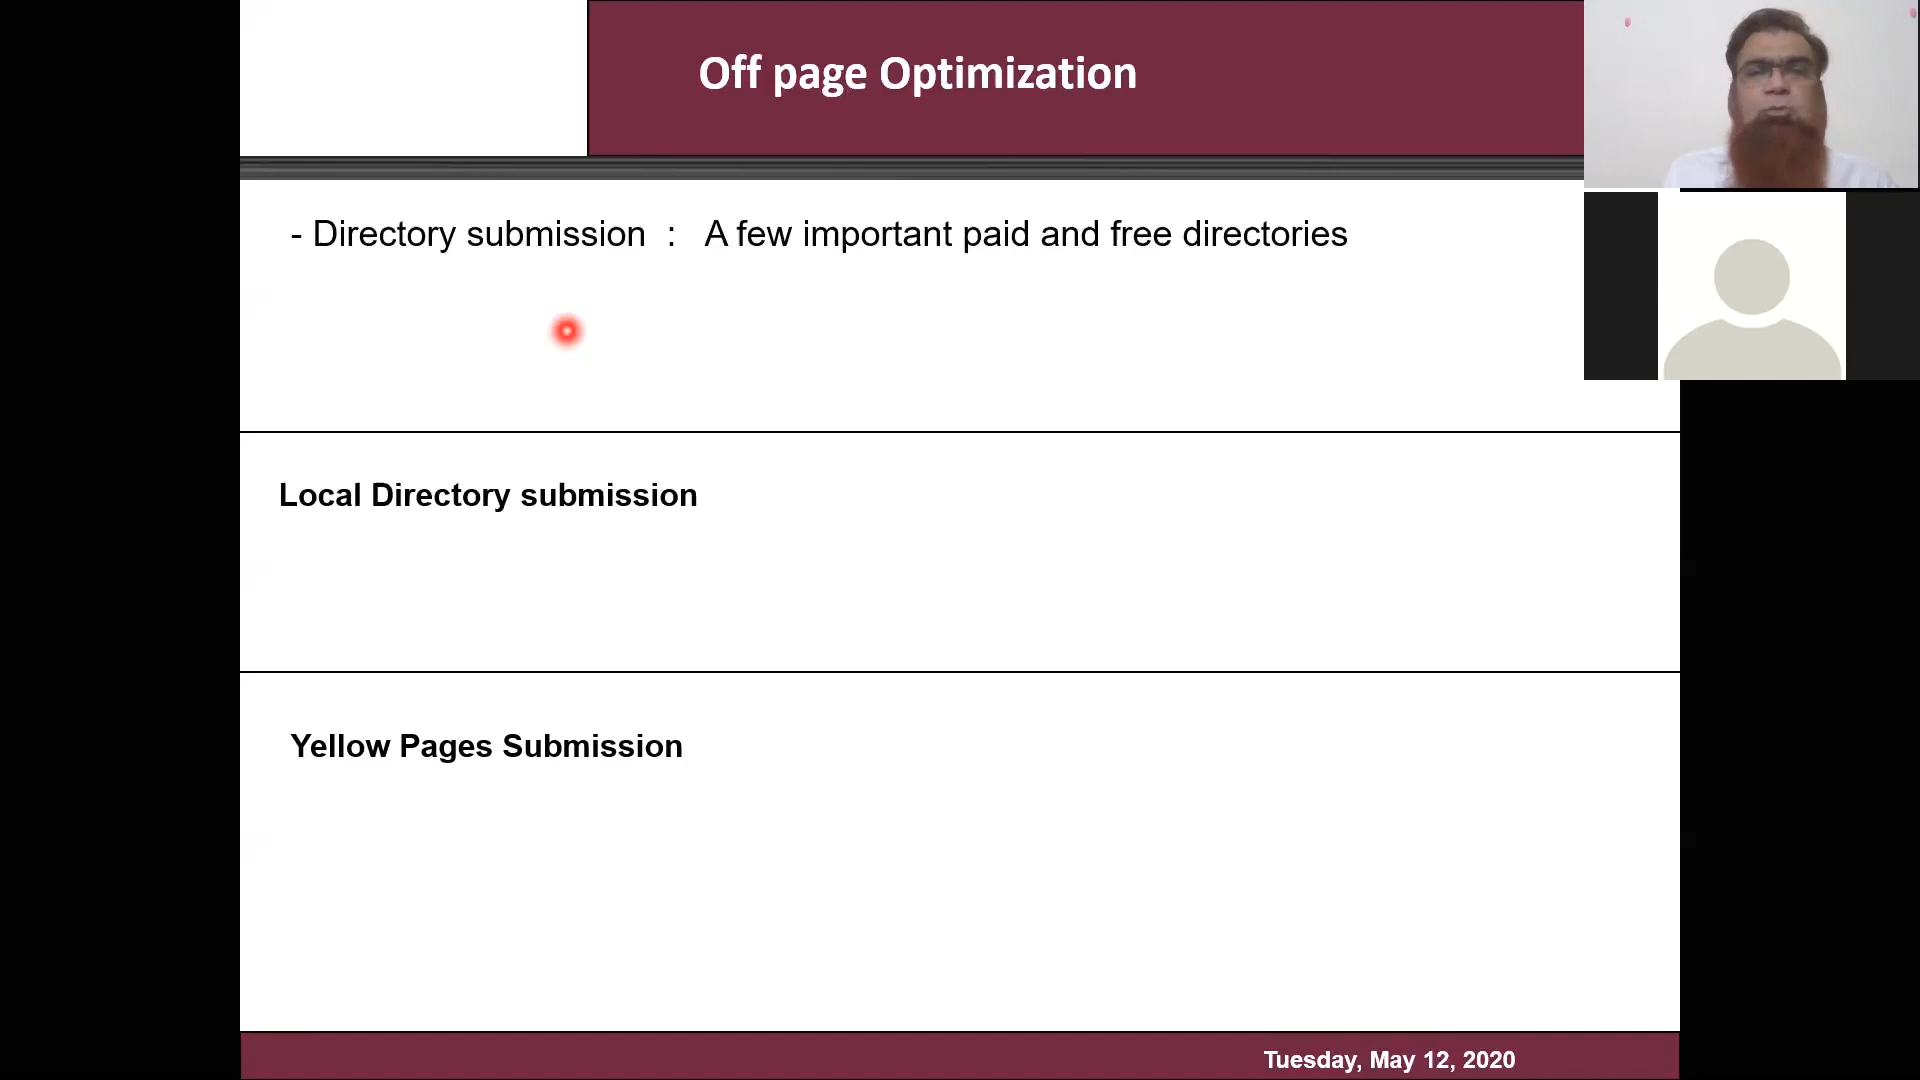 Off page Optimization
- Directory submission : A few important paid and free directories
Local Directory submission
Yellow Pages Submission
Tuesday, May 12, 2020